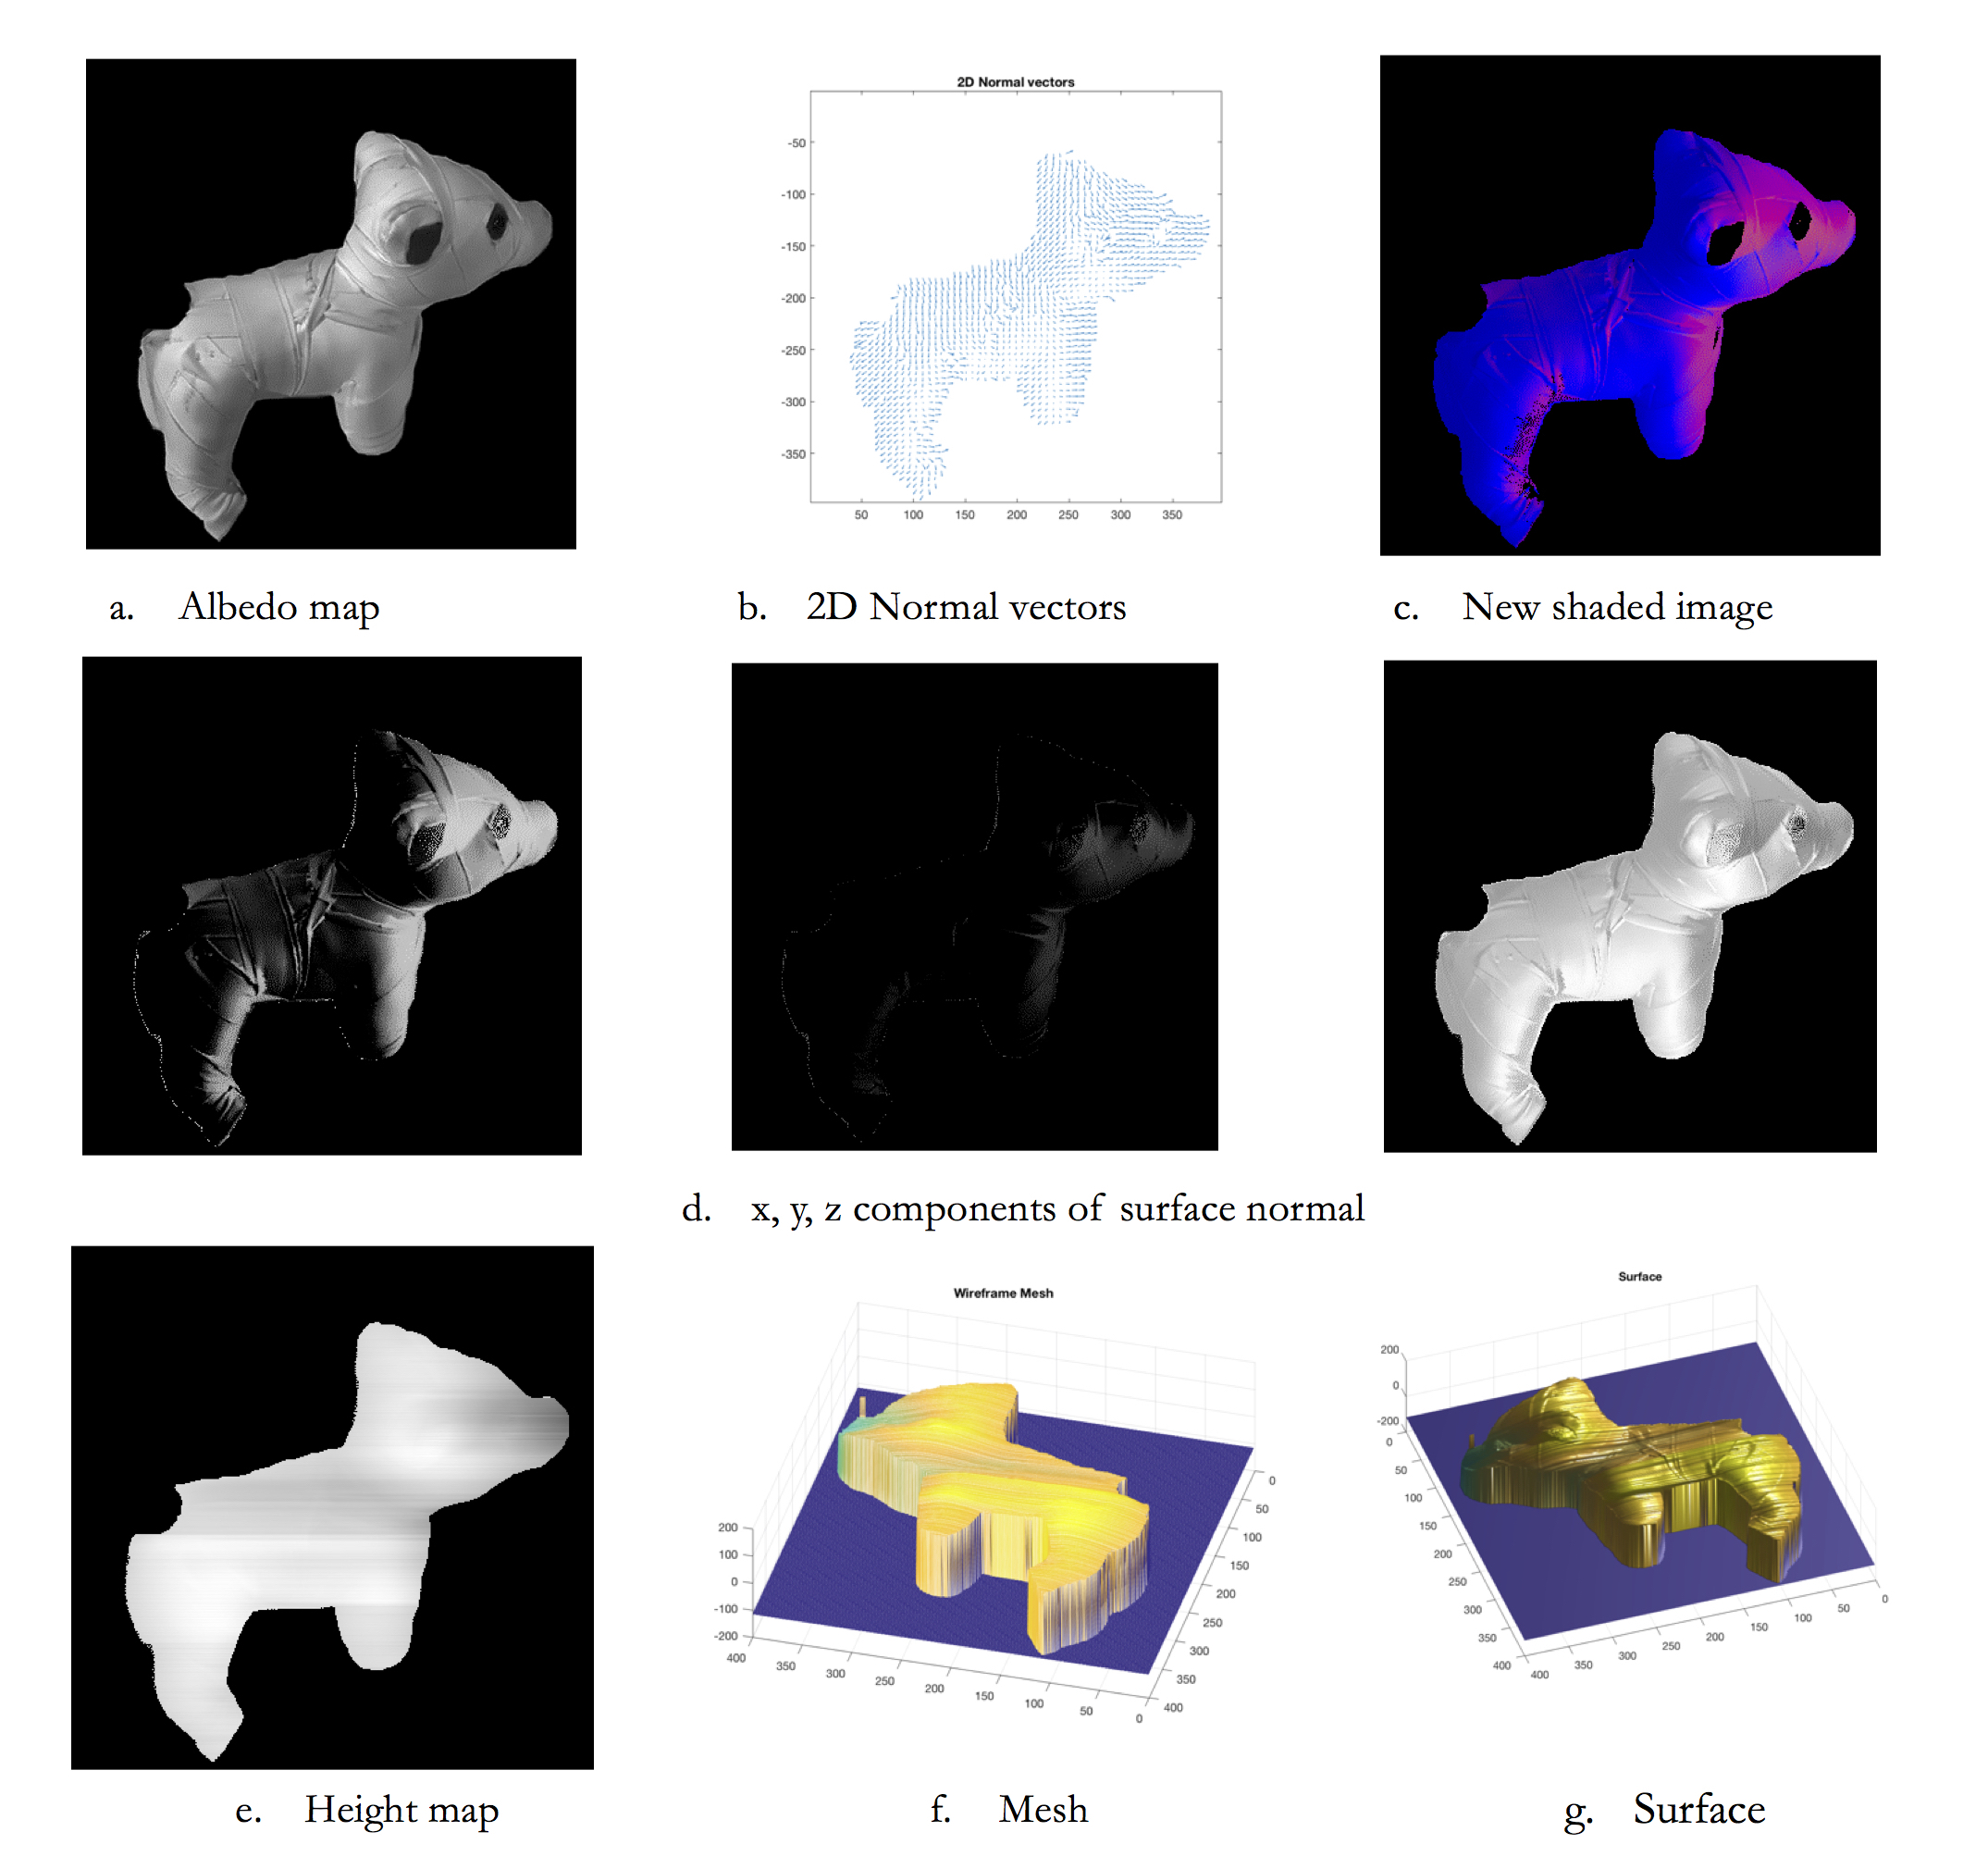 2D Normal vectors
-50
-100
-150
-200
-250
-300
-350
50 100 150 200 250 300 350
a. Albedo map
b. 2D Normal vectors
c. New shaded image
d. x, y, z components of surface normal
Wireframe Mesh
200
100
0
-100
-200
400 350 300 250 200 150 100 50 0
0
50
100
150
200
250
300
350
400
Surface
200
0
-200
0
50
100
150
200
250
300
350
400
400 350 300 250 200 150 100 50 0
e. Height map
f. Mesh
g. Surface